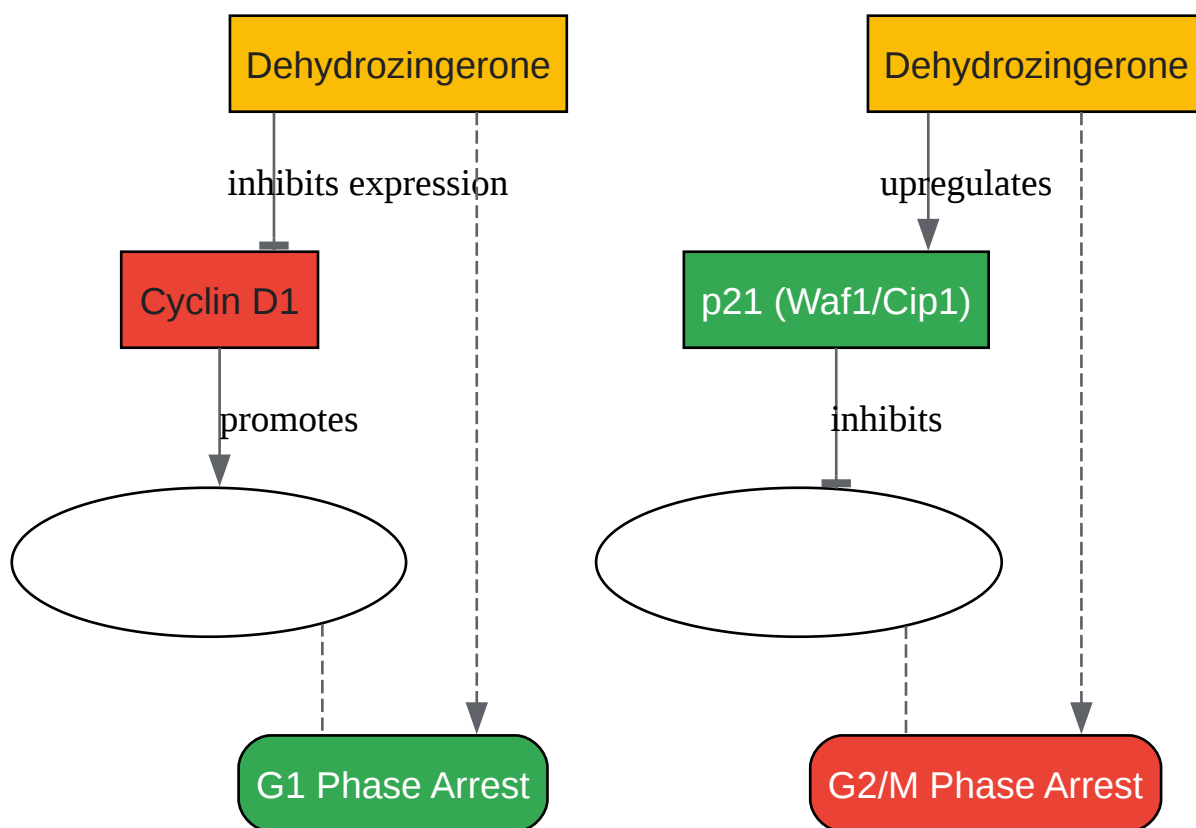 Dehydrozingerone
Dehydrozingerone
inhibits expression
upregulates
Cyclin D1
p21 (Waf1/Cip1)
promotes
inhibits
G1 Phase Arrest
G2/M Phase Arrest